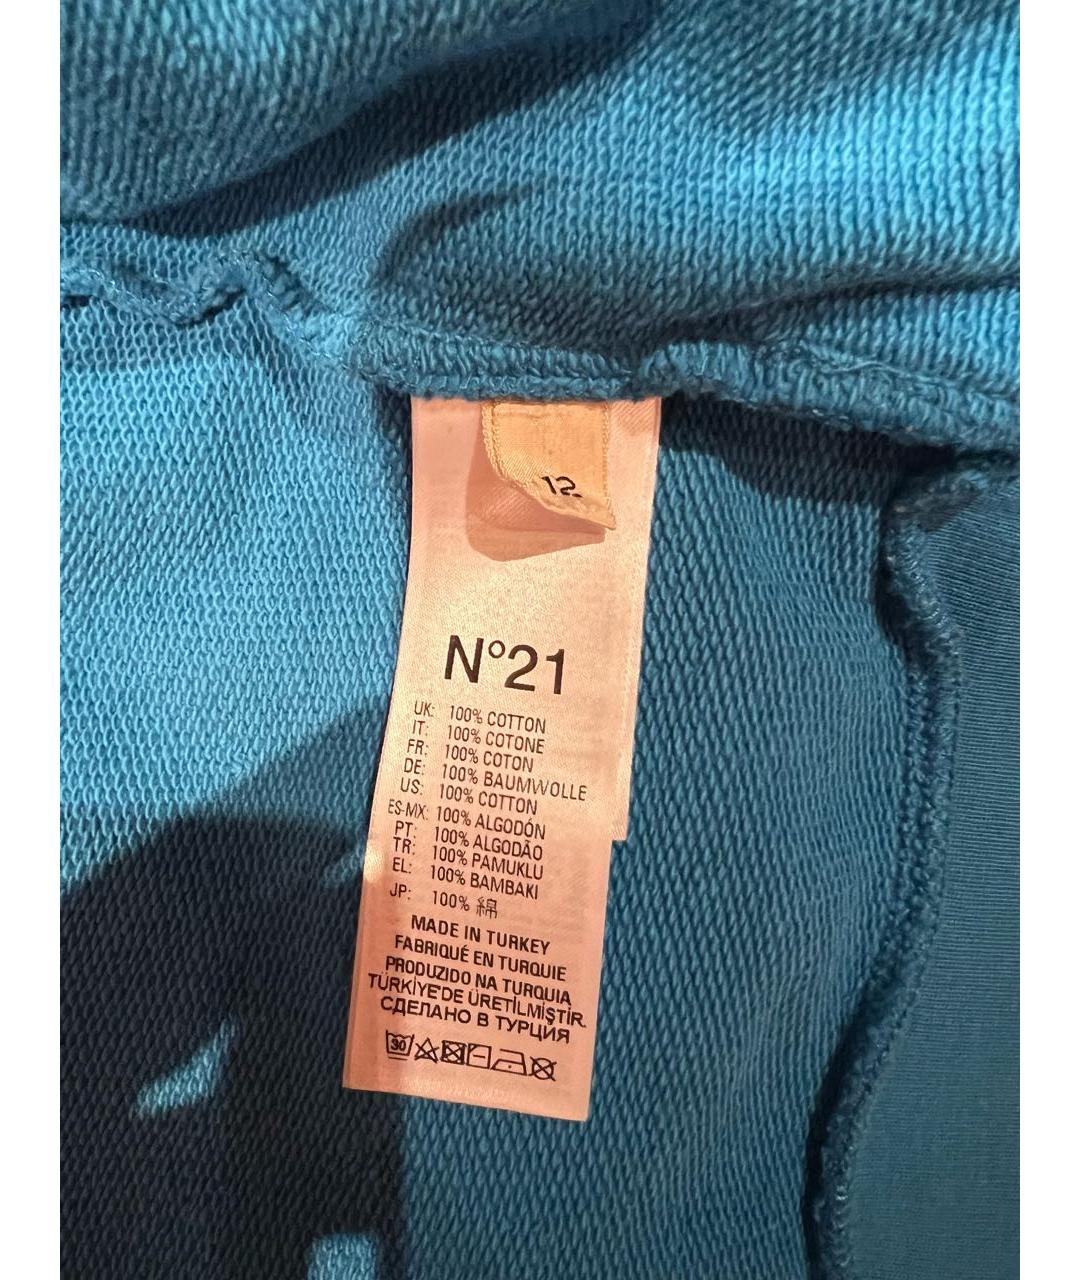 12
N°21
UK: 100% COTTON
IT: 100% COTONE
FR: 100% COTON
DE: 100% BAUMWOLLE
US: 100% COTTON
ES-MX: 100% ALGODÓN
PT: 100% ALGODÃO
TR: 100% PAMUKLU
EL: 100% BAMBAKI
JP: 100% 綿
MADE IN TURKEY
FABRIQUÉ EN TURQUIE
PRODUZIDO NA TURQUIA
TÜRKİYE'DE ÜRETİLMİŞTİR.
СДЕЛАНО В ТУРЦИЯ
30